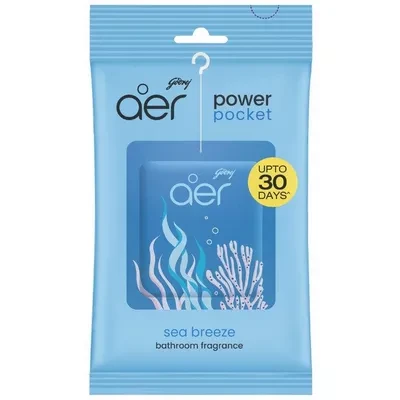 Godrej
aer
power
pocket
Godrej
aer
UPTO
30
DAYS^
sea breeze
bathroom fragrance